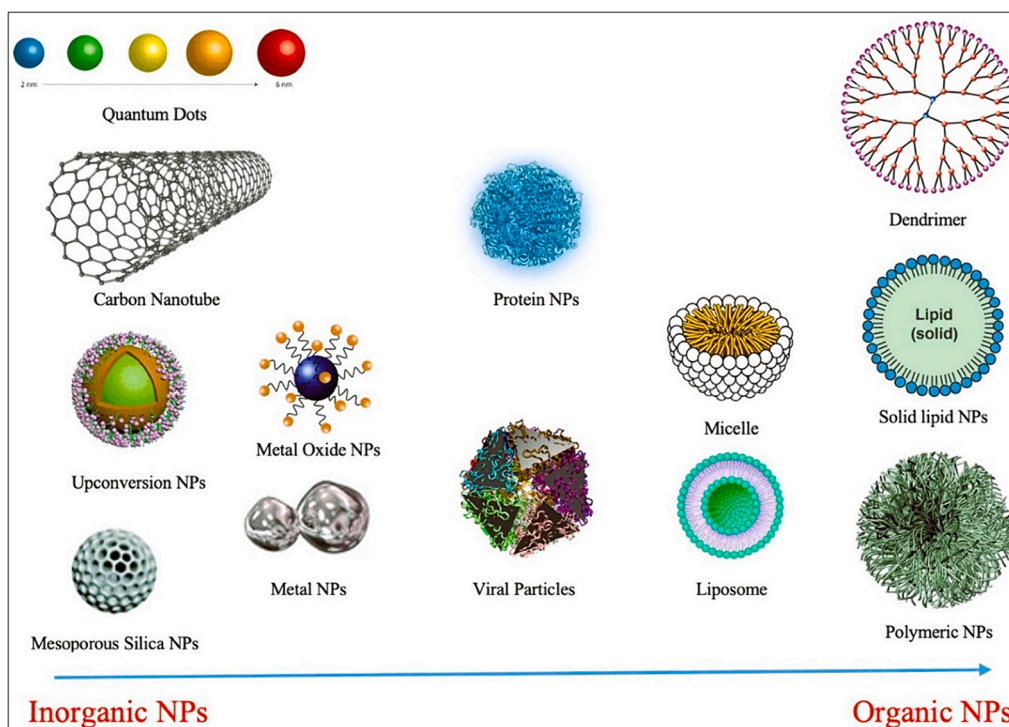 2 nm
6 nm
Quantum Dots
Dendrimer
Carbon Nanotube
Protein NPs
Lipid
(solid)
Micelle
Solid lipid NPs
Metal Oxide NPs
Upconversion NPs
Metal NPs
Viral Particles
Liposome
Mesoporous Silica NPs
Polymeric NPs
Inorganic NPs
Organic NPs